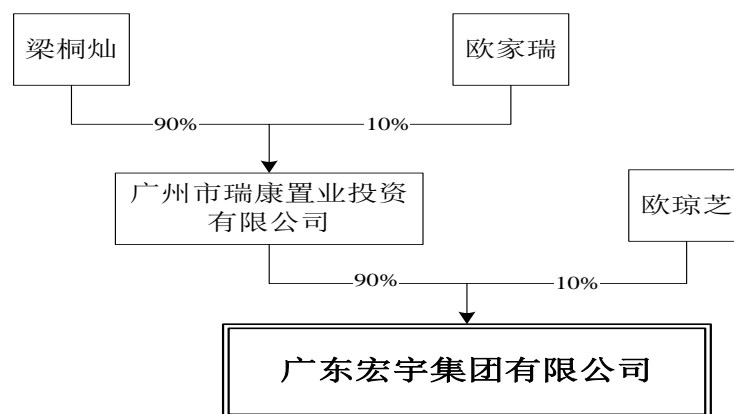 梁桐灿
欧家瑞
90%
10%
广州市瑞康置业投资
有限公司
欧琼芝
90%
10%
广东宏宇集团有限公司